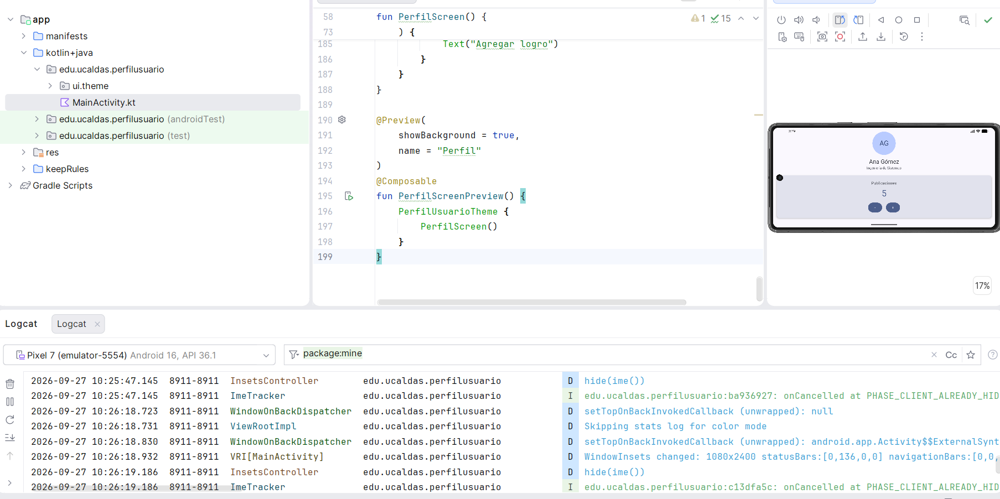 app
manifests
kotlin+java
edu.ucaldas.perfilusuario
ui.theme
MainActivity.kt
edu.ucaldas.perfilusuario (androidTest)
edu.ucaldas.perfilusuario (test)
res
keepRules
Gradle Scripts
58 fun PerfilScreen() {
1 15
73 ) {
185 Text("Agregar logro")
186 }
187 }
188 }
189
190 @Preview(
191 showBackground = true,
192 name = "Perfil"
193 )
194 @Composable
195 fun PerfilScreenPreview() {
196 PerfilUsuarioTheme {
197 PerfilScreen()
198 }
199 }
AG
Ana Gómez
Ingeniería de Sistemas
Publicaciones
5
- +
17%
Logcat
Logcat
Pixel 7 (emulator-5554) Android 16, API 36.1
package:mine
Cc
2026-09-27 10:25:47.145 8911-8911 InsetsController edu.ucaldas.perfilusuario D hide(ime())
2026-09-27 10:25:47.145 8911-8911 ImeTracker edu.ucaldas.perfilusuario I edu.ucaldas.perfilusuario:ba936927: onCancelled at PHASE_CLIENT_ALREADY_HID
2026-09-27 10:26:18.723 8911-8911 WindowOnBackDispatcher edu.ucaldas.perfilusuario D setTopOnBackInvokedCallback (unwrapped): null
2026-09-27 10:26:18.731 8911-8911 ViewRootImpl edu.ucaldas.perfilusuario D Skipping stats log for color mode
2026-09-27 10:26:18.830 8911-8911 WindowOnBackDispatcher edu.ucaldas.perfilusuario D setTopOnBackInvokedCallback (unwrapped): android.app.Activity$$ExternalSynt
2026-09-27 10:26:18.932 8911-8911 VRI[MainActivity] edu.ucaldas.perfilusuario D WindowInsets changed: 1080x2400 statusBars:[0,136,0,0] navigationBars:[0,0,
2026-09-27 10:26:19.186 8911-8911 InsetsController edu.ucaldas.perfilusuario D hide(ime())
2026-09-27 10:26:19.186 8911-8911 ImeTracker edu.ucaldas.perfilusuario I edu.ucaldas.perfilusuario:c13dfa5c: onCancelled at PHASE_CLIENT_ALREADY_HID